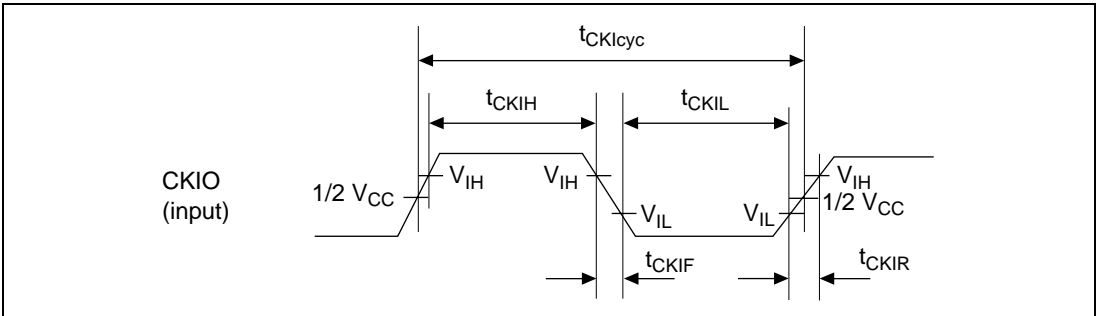 tCKIcyc
tCKIH
tCKIL
CKIO
(input)
1/2 VCC
VIH
VIH
VIL
VIL
VIH
1/2 VCC
tCKIF
tCKIR